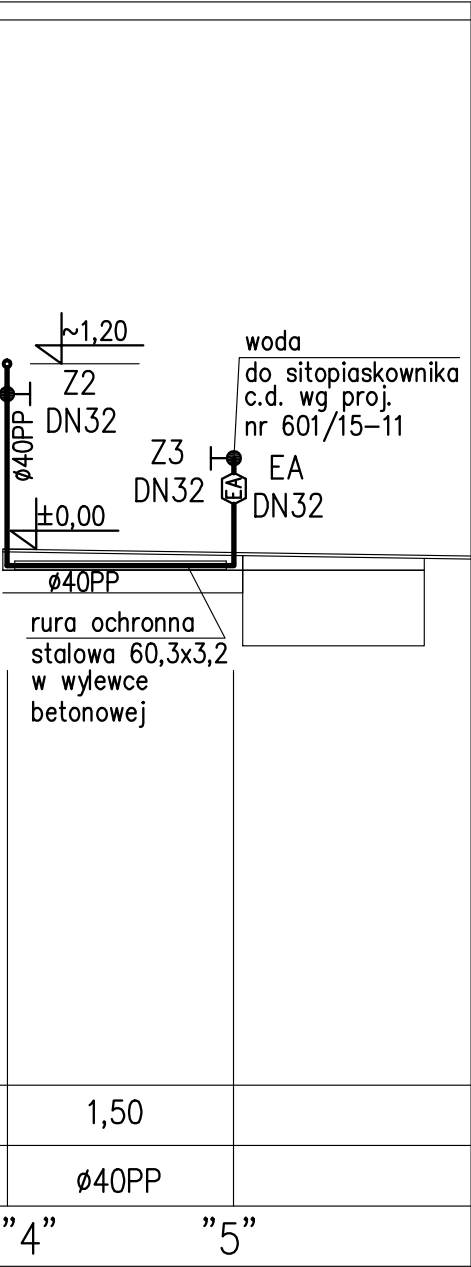 ~1,20
Z2
DN32
ø40PP
woda
do sitopiaskownika
c.d. wg proj.
nr 601/15-11
Z3
DN32
EA
EA
DN32
±0,00
ø40PP
rura ochronna
stalowa 60,3x3,2
w wylewce
betonowej
1,50
ø40PP
"4"
"5"